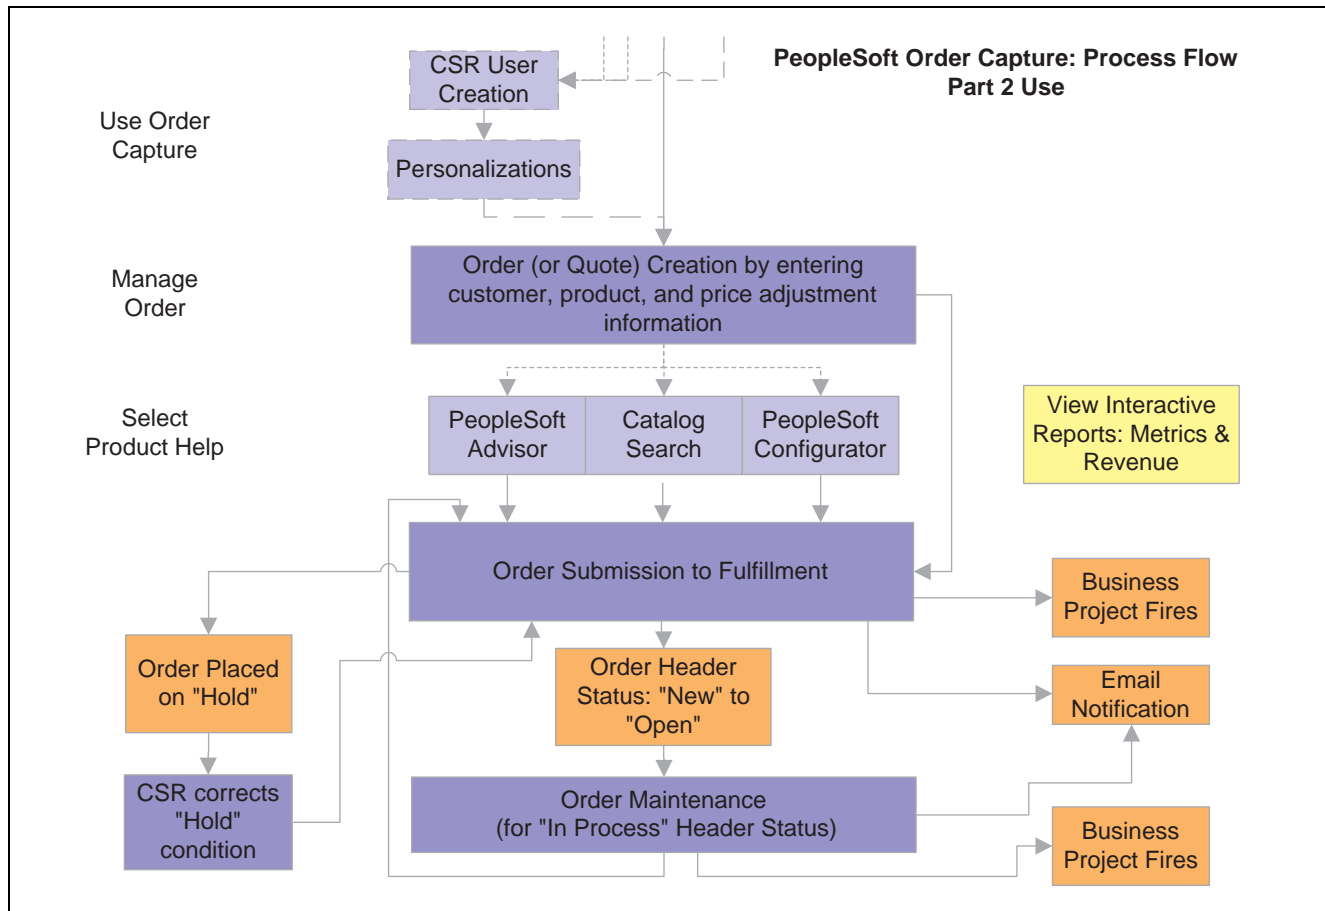 PeopleSoft Order Capture: Process Flow
Part 2 Use
CSR User
Creation
Use Order
Capture
Personalizations
Manage
Order
Order (or Quote) Creation by entering
customer, product, and price adjustment
information
Select
Product Help
PeopleSoft
Advisor
Catalog
Search
PeopleSoft
Configurator
View Interactive
Reports: Metrics &
Revenue
Order Submission to Fulfillment
Business
Project Fires
Order Placed
on "Hold"
Order Header
Status: "New" to
"Open"
Email
Notification
CSR corrects
"Hold"
condition
Order Maintenance
(for "In Process" Header Status)
Business
Project Fires